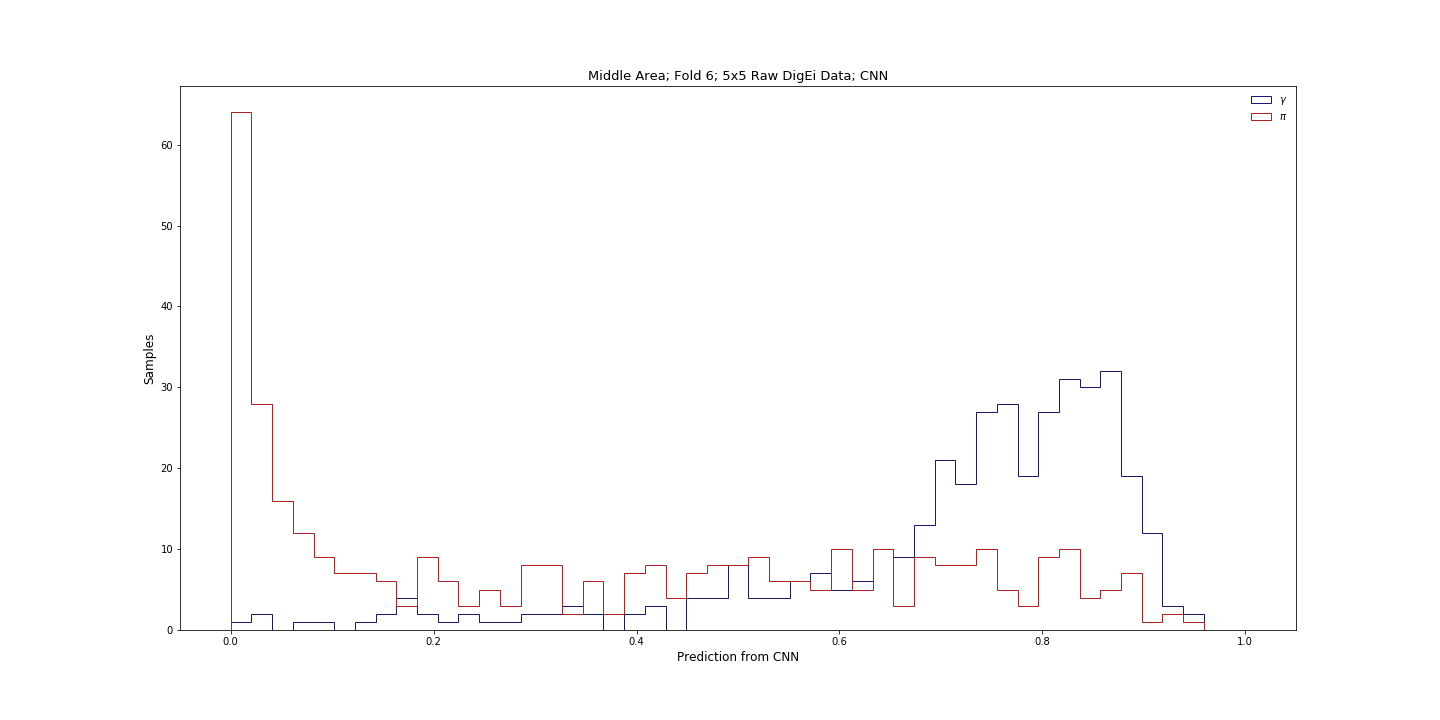 Middle Area; Fold 6; 5x5 Raw DigEi Data; CNN
γ
π
60
50
40
30
20
10
0
Samples
0.0 0.2 0.4 0.6 0.8 1.0
Prediction from CNN